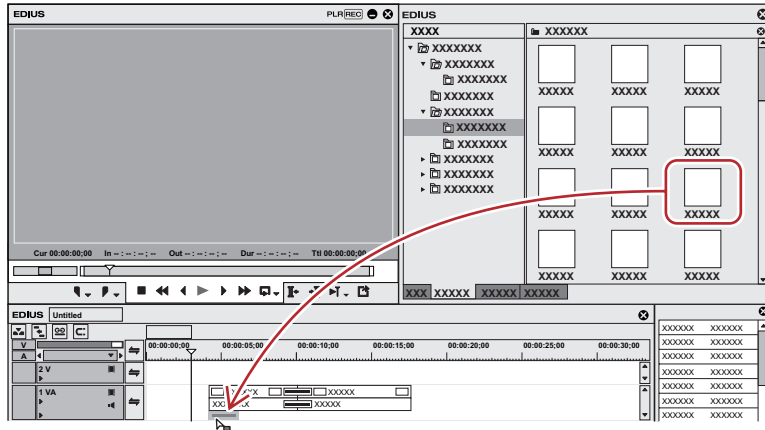 EDIUS
PLR REC
Cur 00:00:00;00 In -- : -- : -- ; -- Out -- : -- : -- ; -- Dur -- : -- : -- ; -- Ttl 00:00:00;00
EDIUS
XXXX
XXXXXXX
XXXXXXX
XXXXXXX
XXXXXXX
XXXXXXX
XXXXXXX
XXXXXXX
XXXXXXX
XXXXXXX
XXXXXXX
XXXXXX
XXXXX XXXXX XXXXX
XXXXX XXXXX XXXXX
XXXXX XXXXX XXXXX
XXXXX XXXXX XXXXX
XXX XXXXX XXXXX XXXXX
EDIUS Untitled
V
A
00:00:00;00 00:00:05;00 00:00:10;00 00:00:15;00 00:00:20;00 00:00:25;00 00:00:30;00
2 V
1 VA
XXXXX
XXXXX
XXXXXX XXXXXX
XXXXXX XXXXXX
XXXXXX XXXXXX
XXXXXX XXXXXX
XXXXXX XXXXXX
XXXXXX XXXXXX
XXXXXX XXXXXX